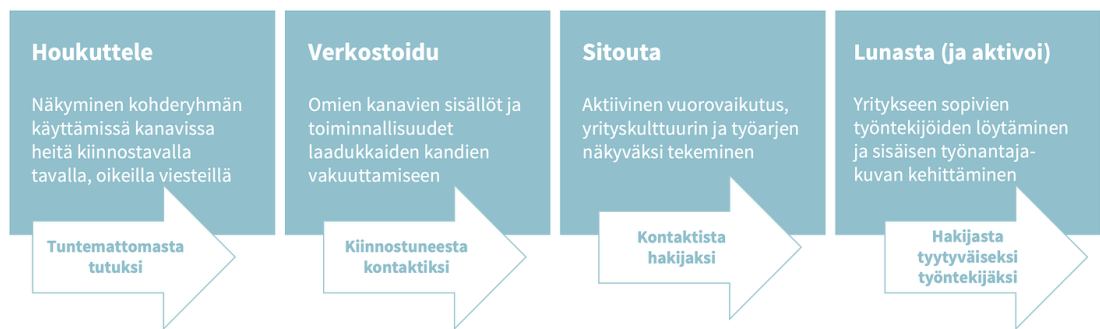 Houkuttele
Näkyminen kohderyhmän
käyttämissä kanavissa
heitä kiinnostavalla
tavalla, oikeilla viesteillä
Tuntemattomasta
tutuksi
Verkostoidu
Omien kanavien sisällöt ja
toiminnallisuudet
laadukkaiden kandien
vakuuttamiseen
Kiinnostuneesta
kontaktiksi
Sitouta
Aktiivinen vuorovaikutus,
yrityskulttuurin ja työarjen
näkyväksi tekeminen
Kontaktista
hakijaksi
Lunasta (ja aktivoi)
Yritykseen sopivien
työntekijöiden löytäminen
ja sisäisen työnantaja-
kuvan kehittäminen
Hakijasta
tyytyväiseksi
työntekijäksi